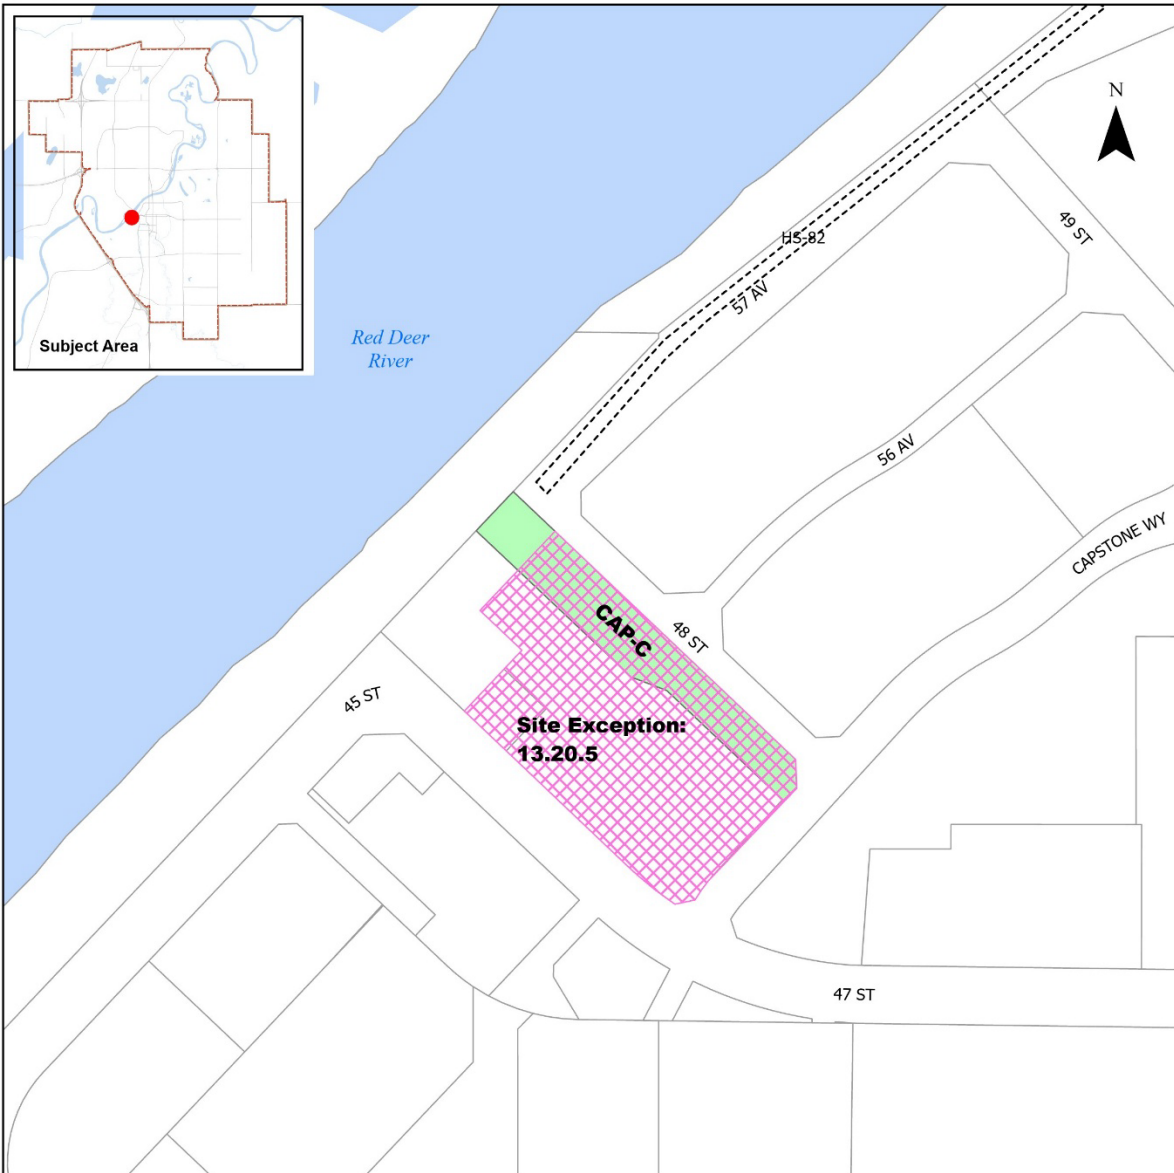 N
49 ST
HS-82
57 AV
Red Deer
River
Subject Area
56 AV
CAPSTONE WY
CAP-C
48 ST
45 ST
Site Exception:
13.20.5
47 ST